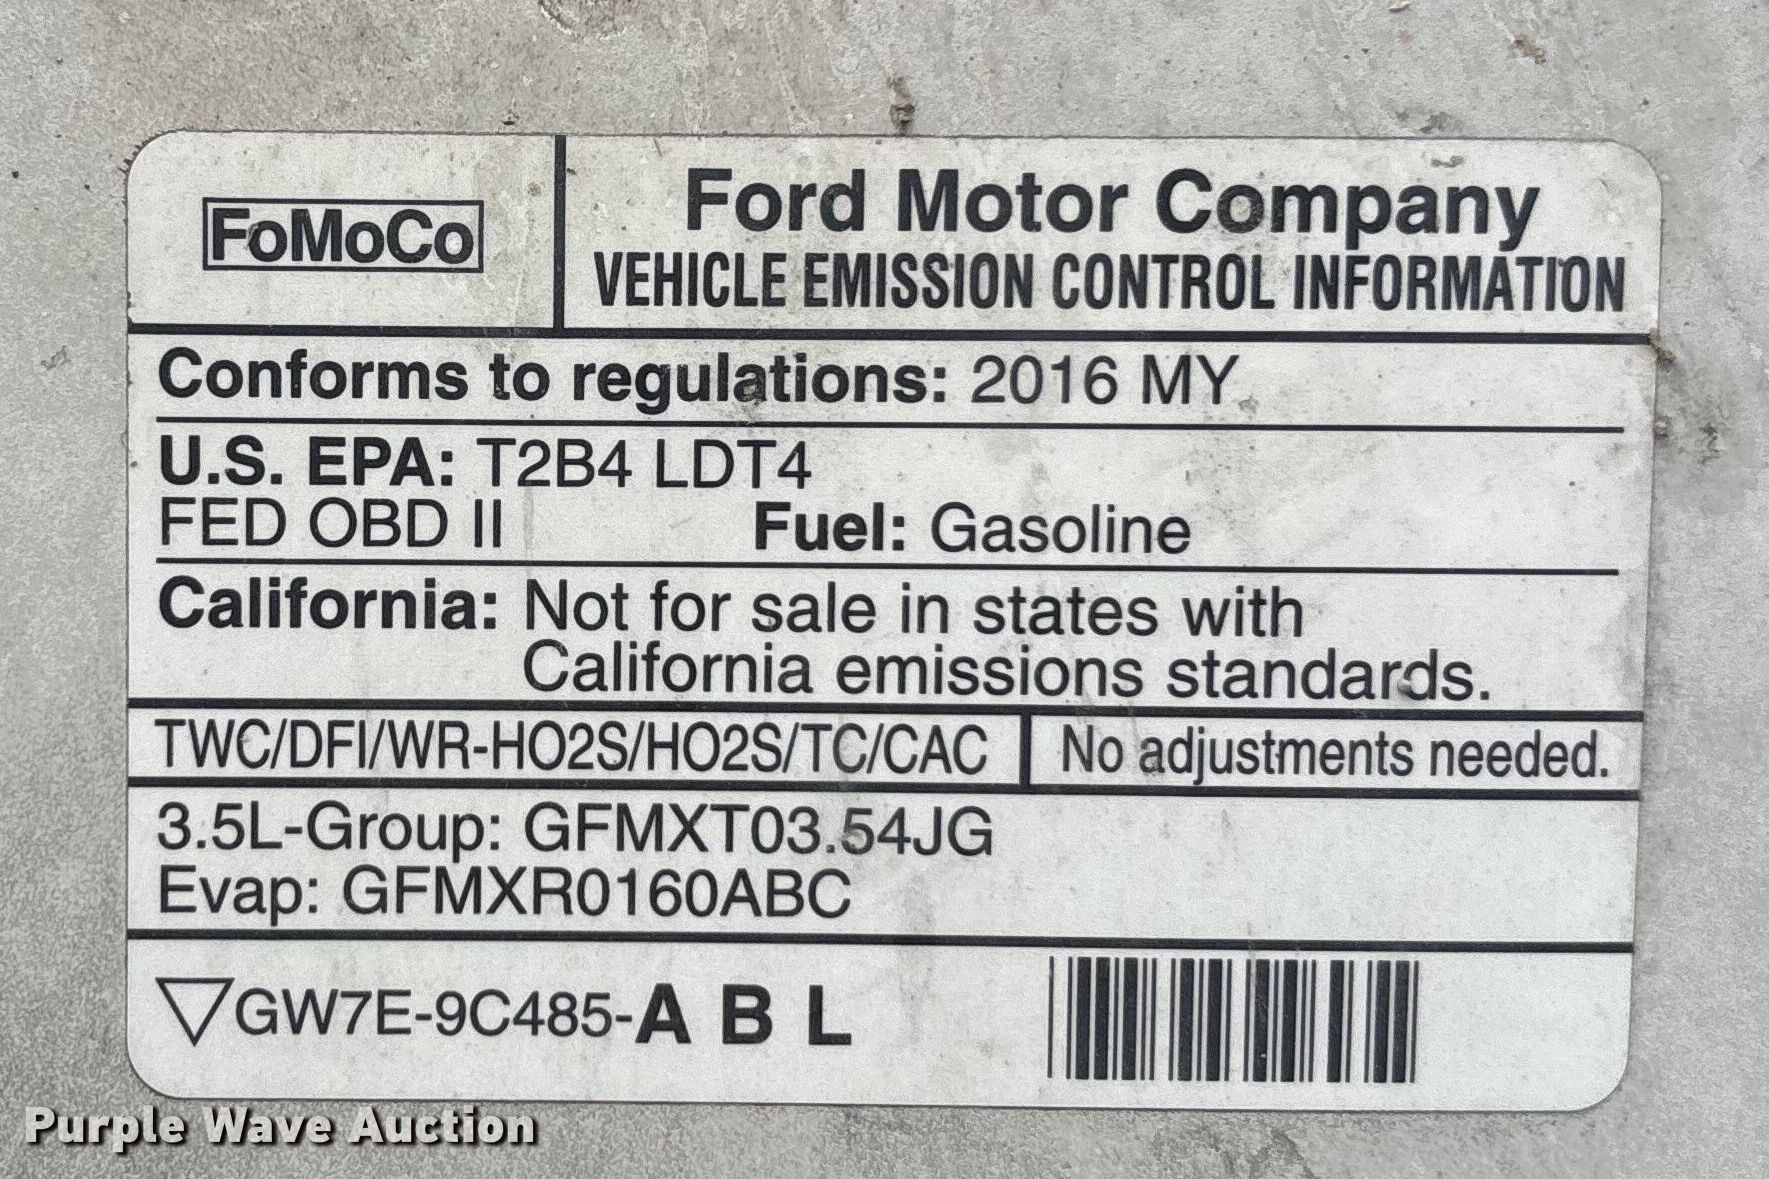 FoMoCo
Ford Motor Company
VEHICLE EMISSION CONTROL INFORMATION
Conforms to regulations: 2016 MY
U.S. EPA: T2B4 LDT4
FED OBD II Fuel: Gasoline
California: Not for sale in states with
California emissions standards.
TWC/DFI/WR-HO2S/HO2S/TC/CAC No adjustments needed.
3.5L-Group: GFMXT03.54JG
Evap: GFMXR0160ABC
GW7E-9C485-A B L
Purple Wave Auction